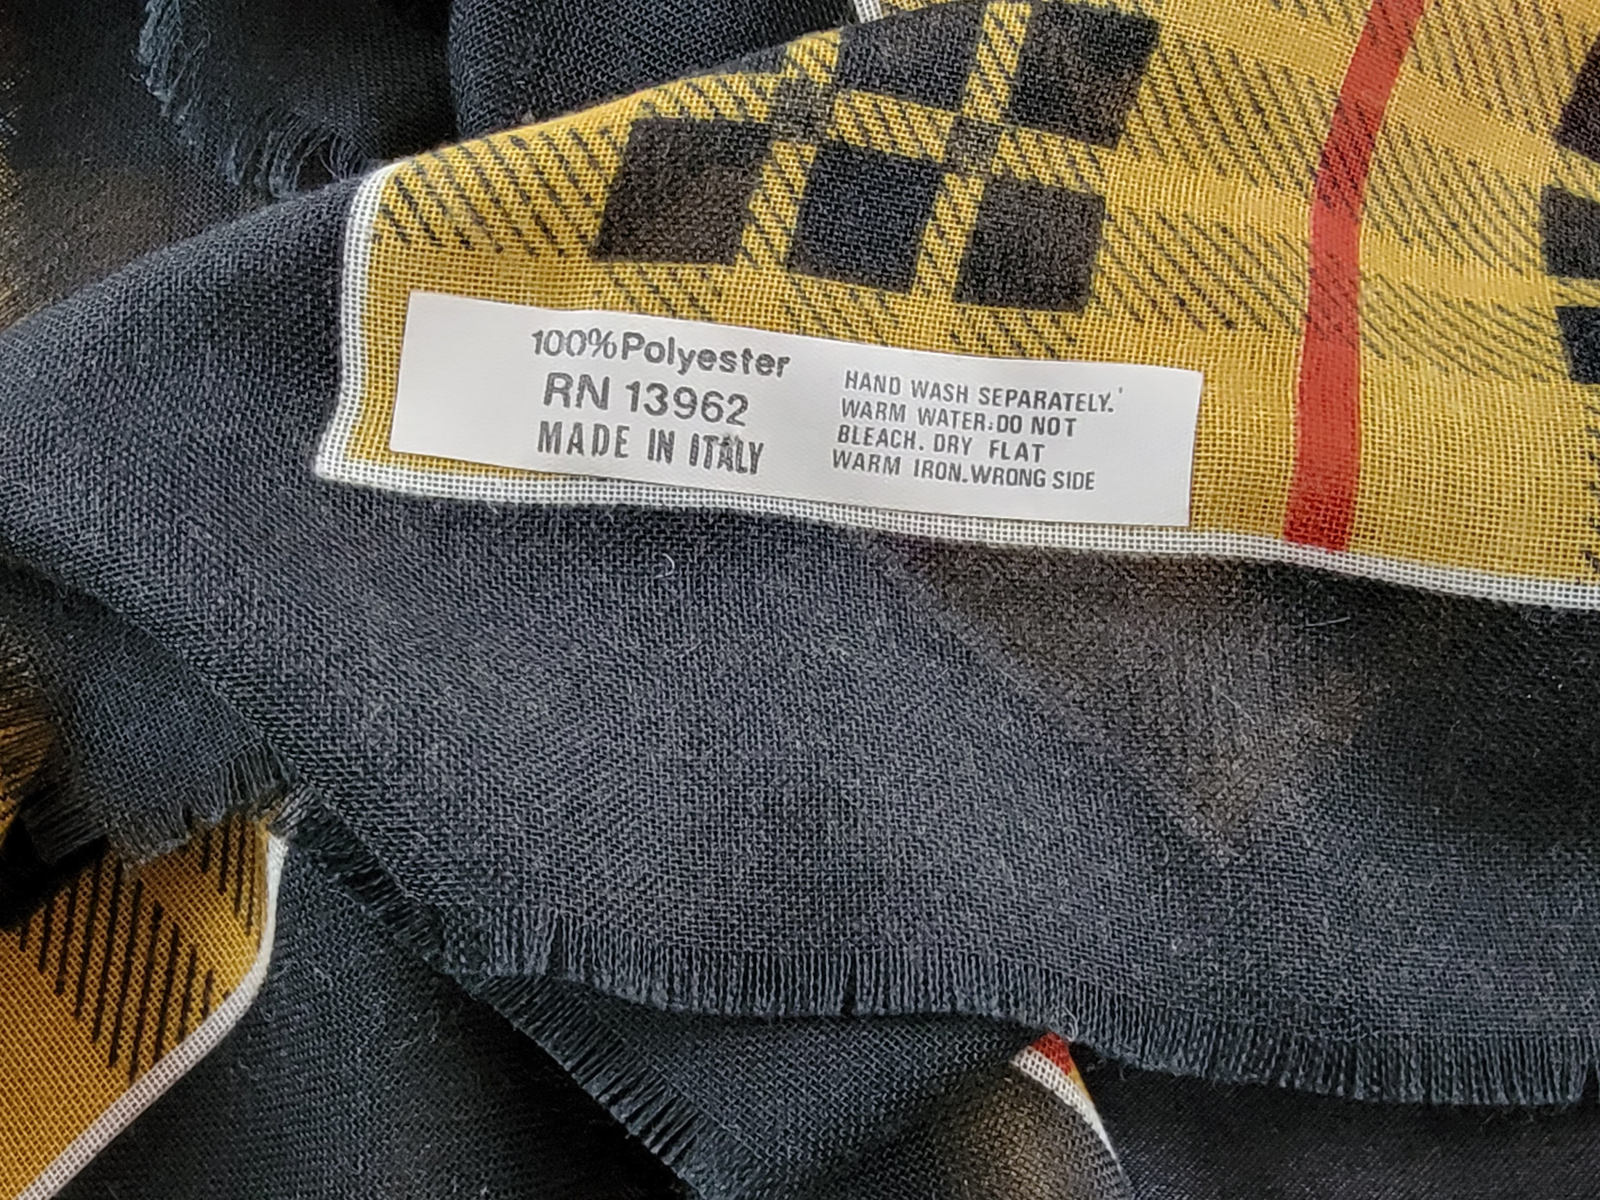 100%Polyester
RN 13962
MADE IN ITALY
HAND WASH SEPARATELY.
WARM WATER.DO NOT
BLEACH. DRY FLAT
WARM IRON.WRONG SIDE